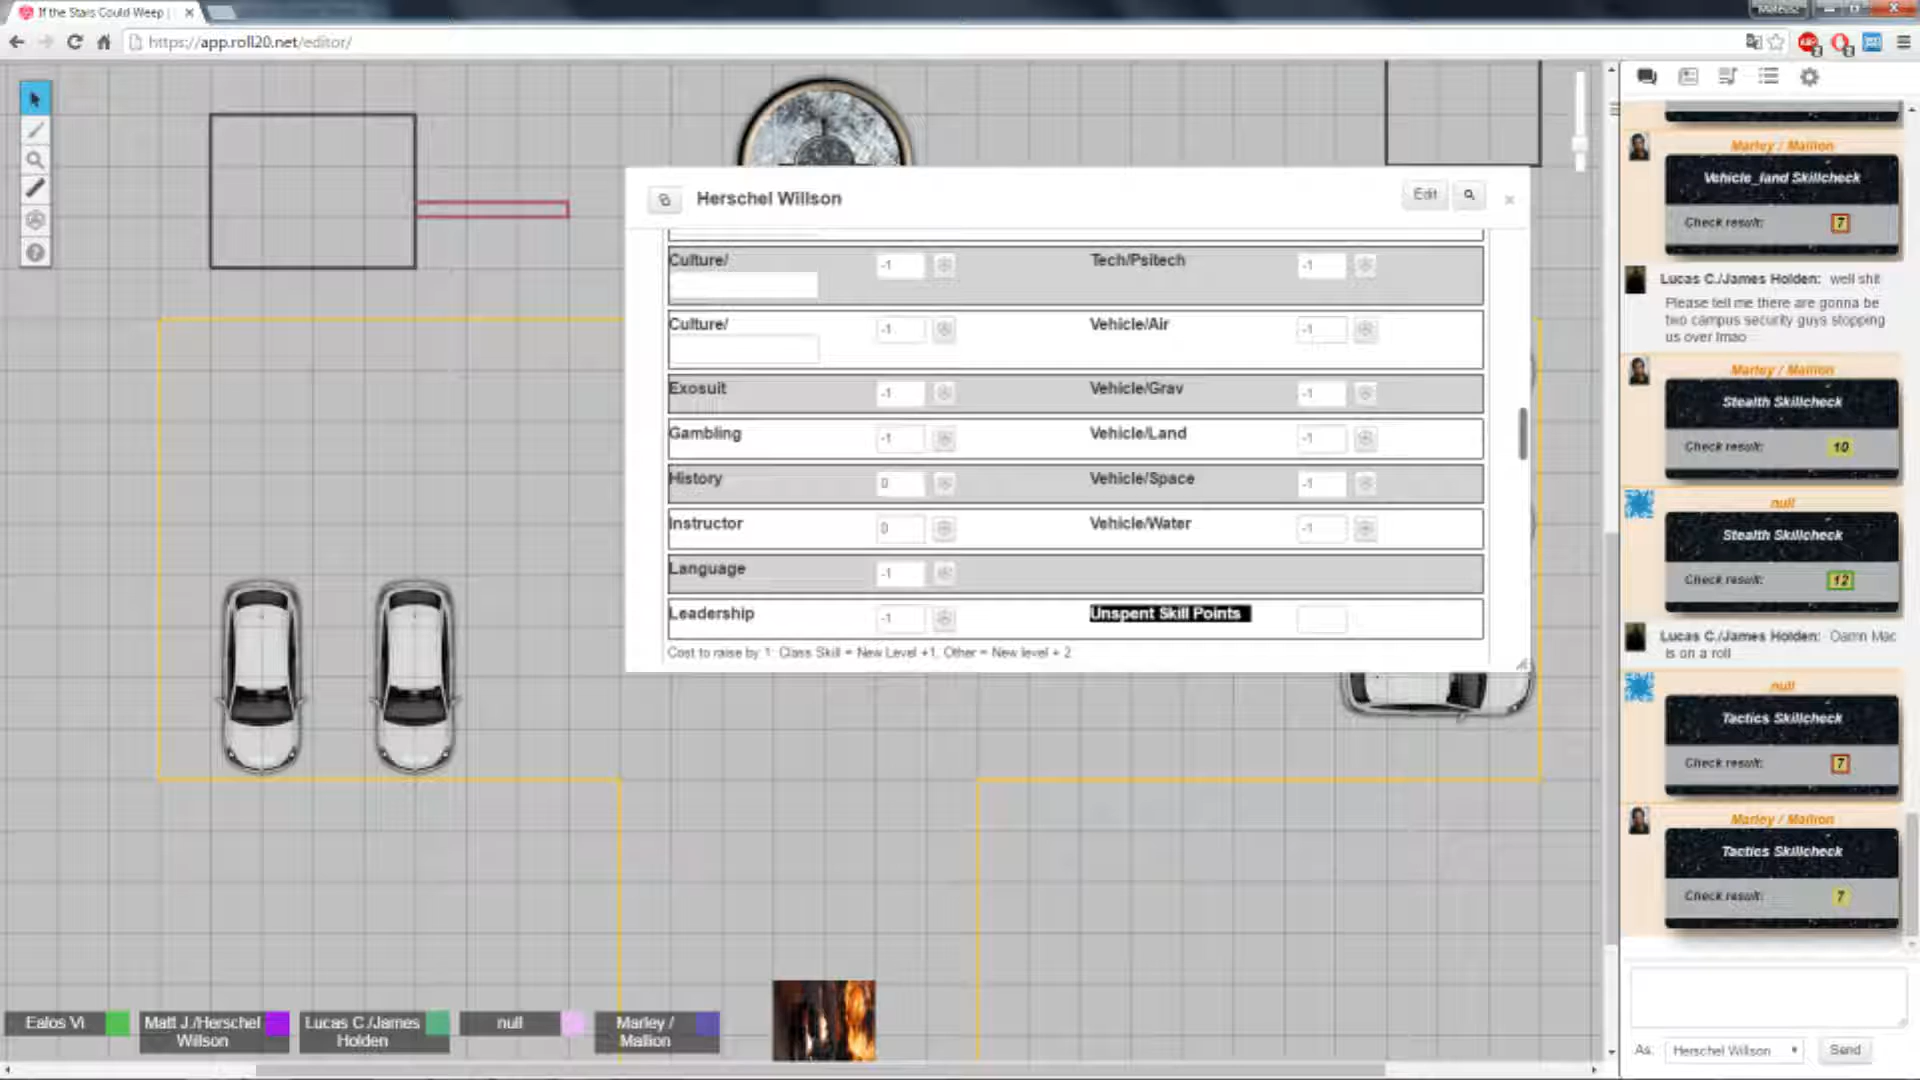 If the Stars Could Weep |
Mateusz
https://app.roll20.net/editor/
Herschel Willson
Edit
Culture/
-1
Tech/Psitech
-1
Culture/
-1
Vehicle/Air
-1
Exosuit
-1
Vehicle/Grav
-1
Gambling
-1
Vehicle/Land
-1
History
0
Vehicle/Space
-1
Instructor
0
Vehicle/Water
-1
Language
-1
Leadership
-1
Unspent Skill Points
Cost to raise by 1: Class Skill = New Level +1, Other = New level + 2
Marley / Mallion
Vehicle_land Skillcheck
Check result:
7
Lucas C./James Holden: well shit
Please tell me there are gonna be
two campus security guys stopping
us over lmao
Marley / Mallion
Stealth Skillcheck
Check result:
10
null
Stealth Skillcheck
Check result:
12
Lucas C./James Holden: Damn Mac
is on a roll
null
Tactics Skillcheck
Check result:
7
Marley / Mallion
Tactics Skillcheck
Check result:
7
As:
Herschel Willson
Send
Ealos VI
Matt J./Herschel
Willson
Lucas C./James
Holden
null
Marley /
Mallion